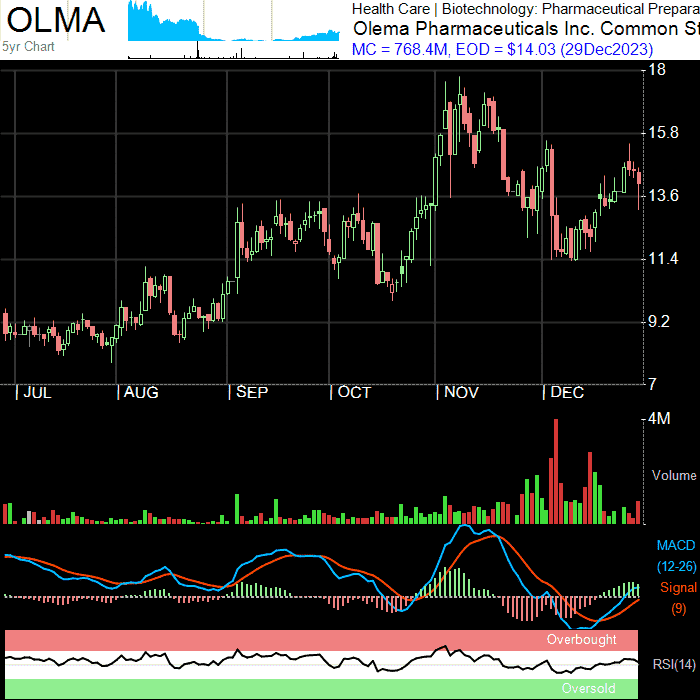 OLMA
5yr Chart
Health Care | Biotechnology: Pharmaceutical Prepara
Olema Pharmaceuticals Inc. Common St
MC = 768.4M, EOD = $14.03 (29Dec2023)
18
15.8
13.6
11.4
9.2
7
| JUL | AUG | SEP | OCT | NOV | DEC
4M
Volume
MACD
(12-26)
Signal
(9)
Overbought
RSI(14)
Oversold